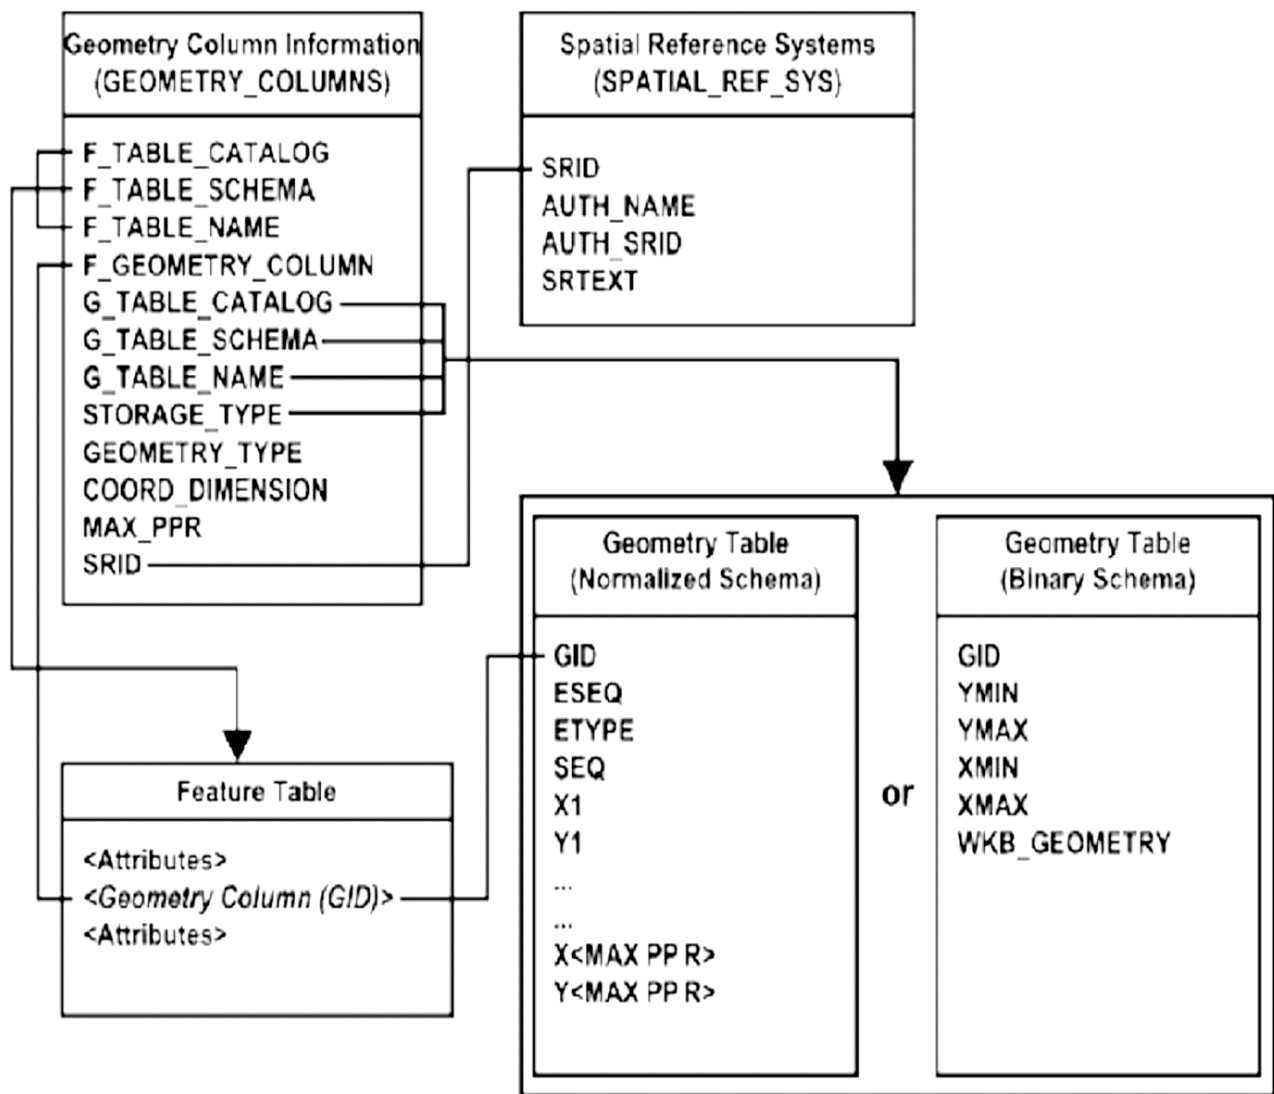 Geometry Column Information
(GEOMETRY_COLUMNS)
F_TABLE_CATALOG
F_TABLE_SCHEMA
F_TABLE_NAME
F_GEOMETRY_COLUMN
G_TABLE_CATALOG
G_TABLE_SCHEMA
G_TABLE_NAME
STORAGE_TYPE
GEOMETRY_TYPE
COORD_DIMENSION
MAX_PPR
SRID
Spatial Reference Systems
(SPATIAL_REF_SYS)
SRID
AUTH_NAME
AUTH_SRID
SRTEXT
Feature Table
<Attributes>
<Geometry Column (GID)>
<Attributes>
Geometry Table
(Normalized Schema)
GID
ESEQ
ETYPE
SEQ
X1
Y1
...
...
X<MAX PPR>
Y<MAX PPR>
or
Geometry Table
(Binary Schema)
GID
YMIN
YMAX
XMIN
XMAX
WKB_GEOMETRY